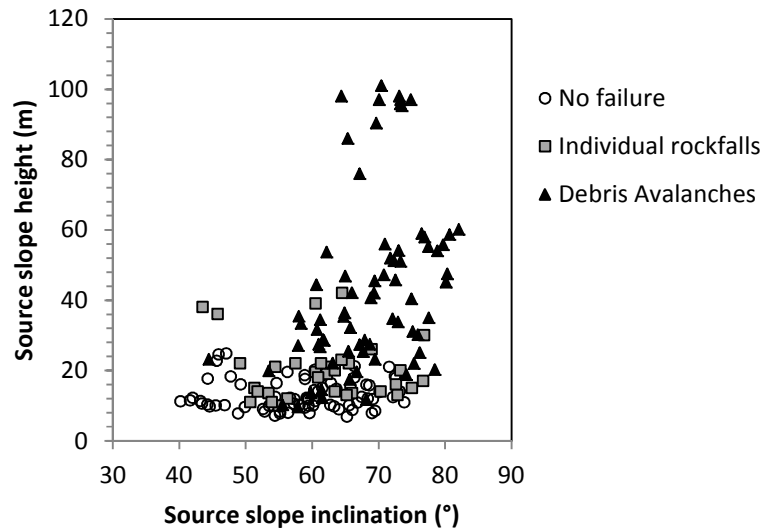 120
100
80
60
40
20
0
Source slope height (m)
30 40 50 60 70 80 90
Source slope inclination (°)
No failure
Individual rockfalls
Debris Avalanches